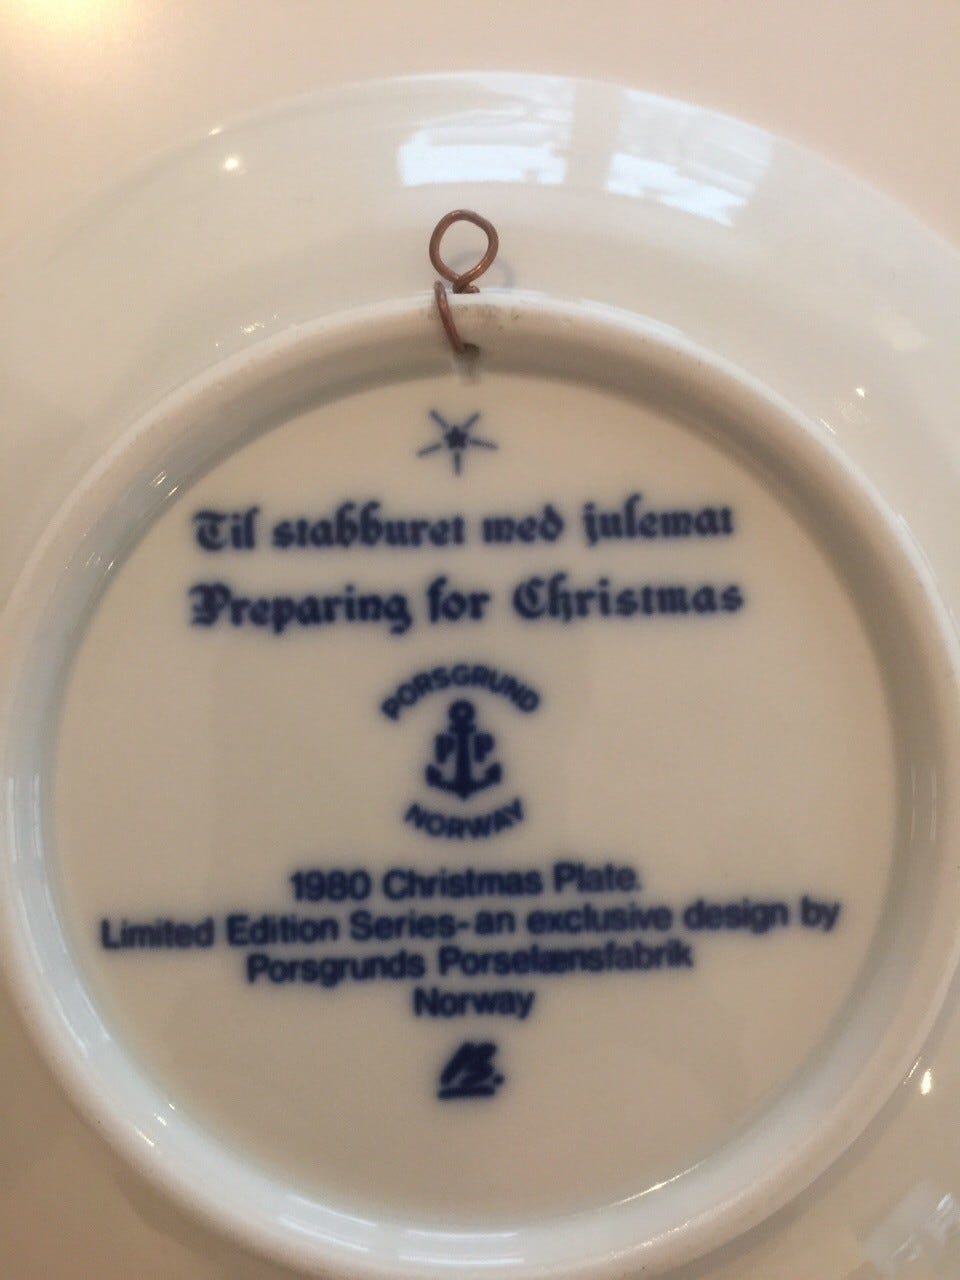 Til stabburet med julemat
Preparing for Christmas
PORSGRUND
P P
NORWAY
1980 Christmas Plate.
Limited Edition Series-an exclusive design by
Porsgrunds Porselænsfabrik
Norway